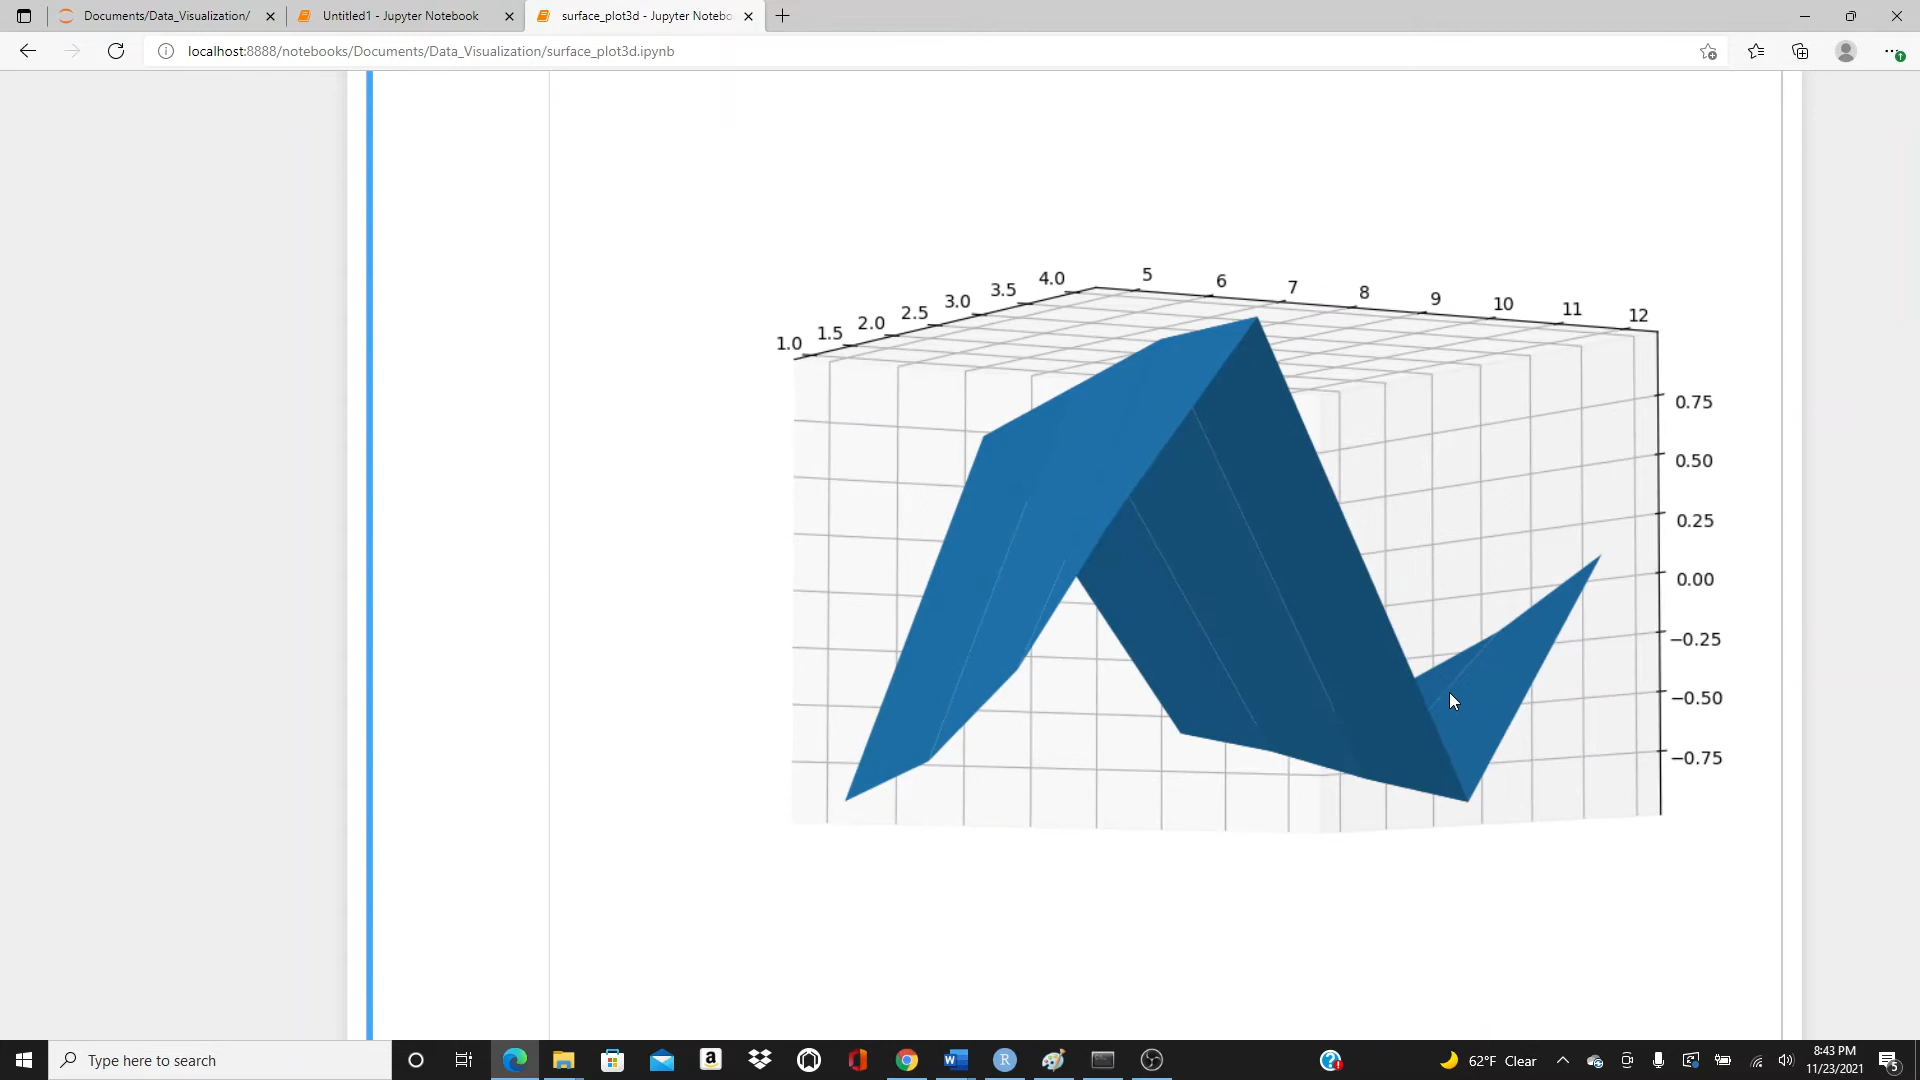 Documents/Data_Visualization/
Untitled1 - Jupyter Notebook
surface_plot3d - Jupyter Notebo
localhost:8888/notebooks/Documents/Data_Visualization/surface_plot3d.ipynb
1.0 1.5 2.0 2.5 3.0 3.5 4.0
5 6 7 8 9 10 11 12
0.75
0.50
0.25
0.00
−0.25
−0.50
−0.75
Type here to search
62°F Clear
8:43 PM
11/23/2021
5